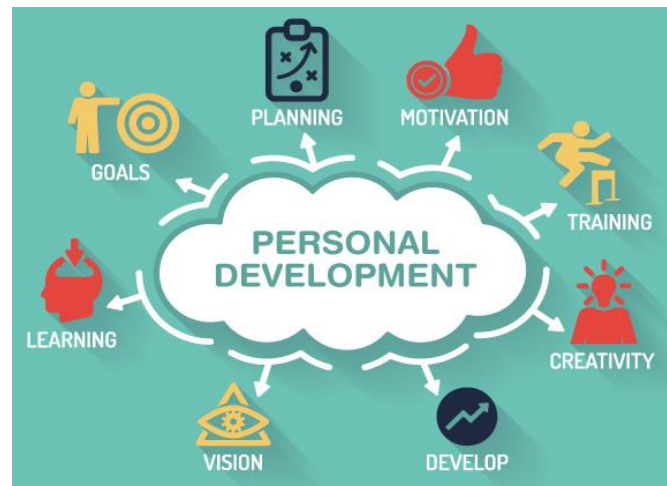 PLANNING
MOTIVATION
GOALS
TRAINING
PERSONAL
DEVELOPMENT
LEARNING
CREATIVITY
VISION
DEVELOP